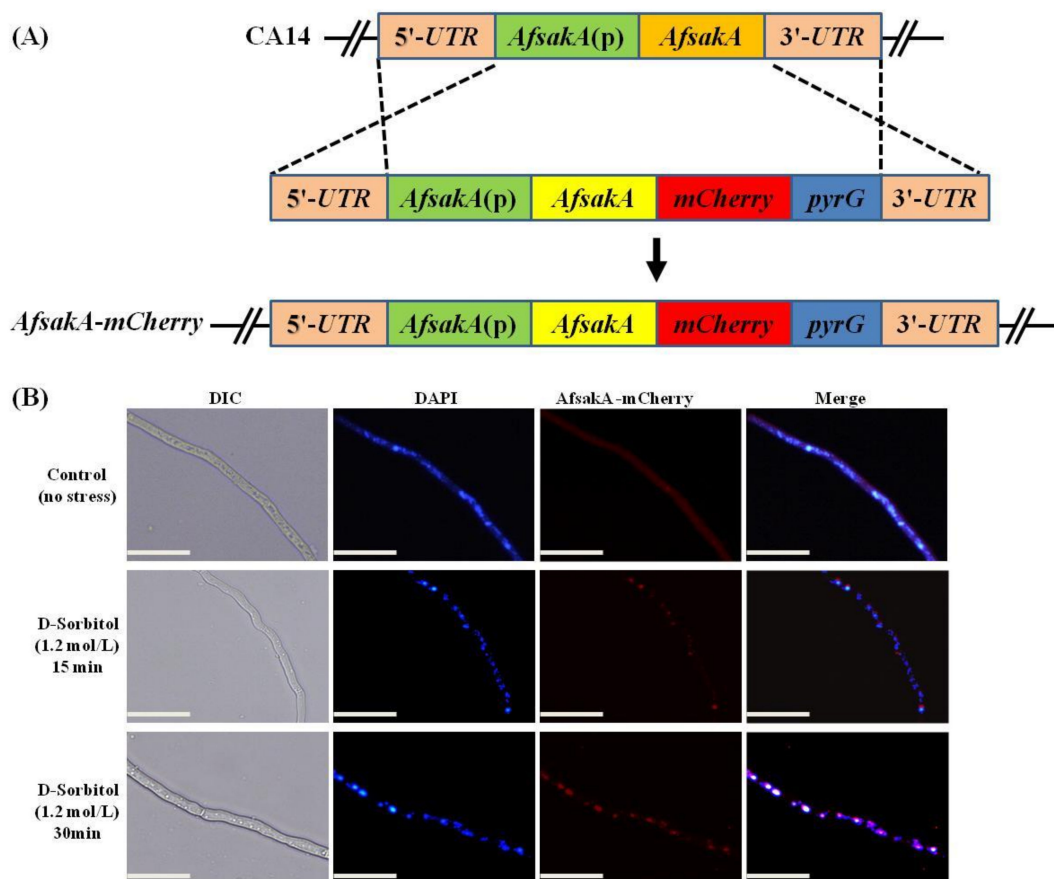 (A)
CA14
5'-UTR AfsakA(p) AfsakA 3'-UTR
5'-UTR AfsakA(p) AfsakA mCherry pyrG 3'-UTR
AfsakA-mCherry
5'-UTR AfsakA(p) AfsakA mCherry pyrG 3'-UTR
(B)
DIC DAPI AfsakA-mCherry Merge
Control
(no stress)
D-Sorbitol
(1.2 mol/L)
15 min
D-Sorbitol
(1.2 mol/L)
30min